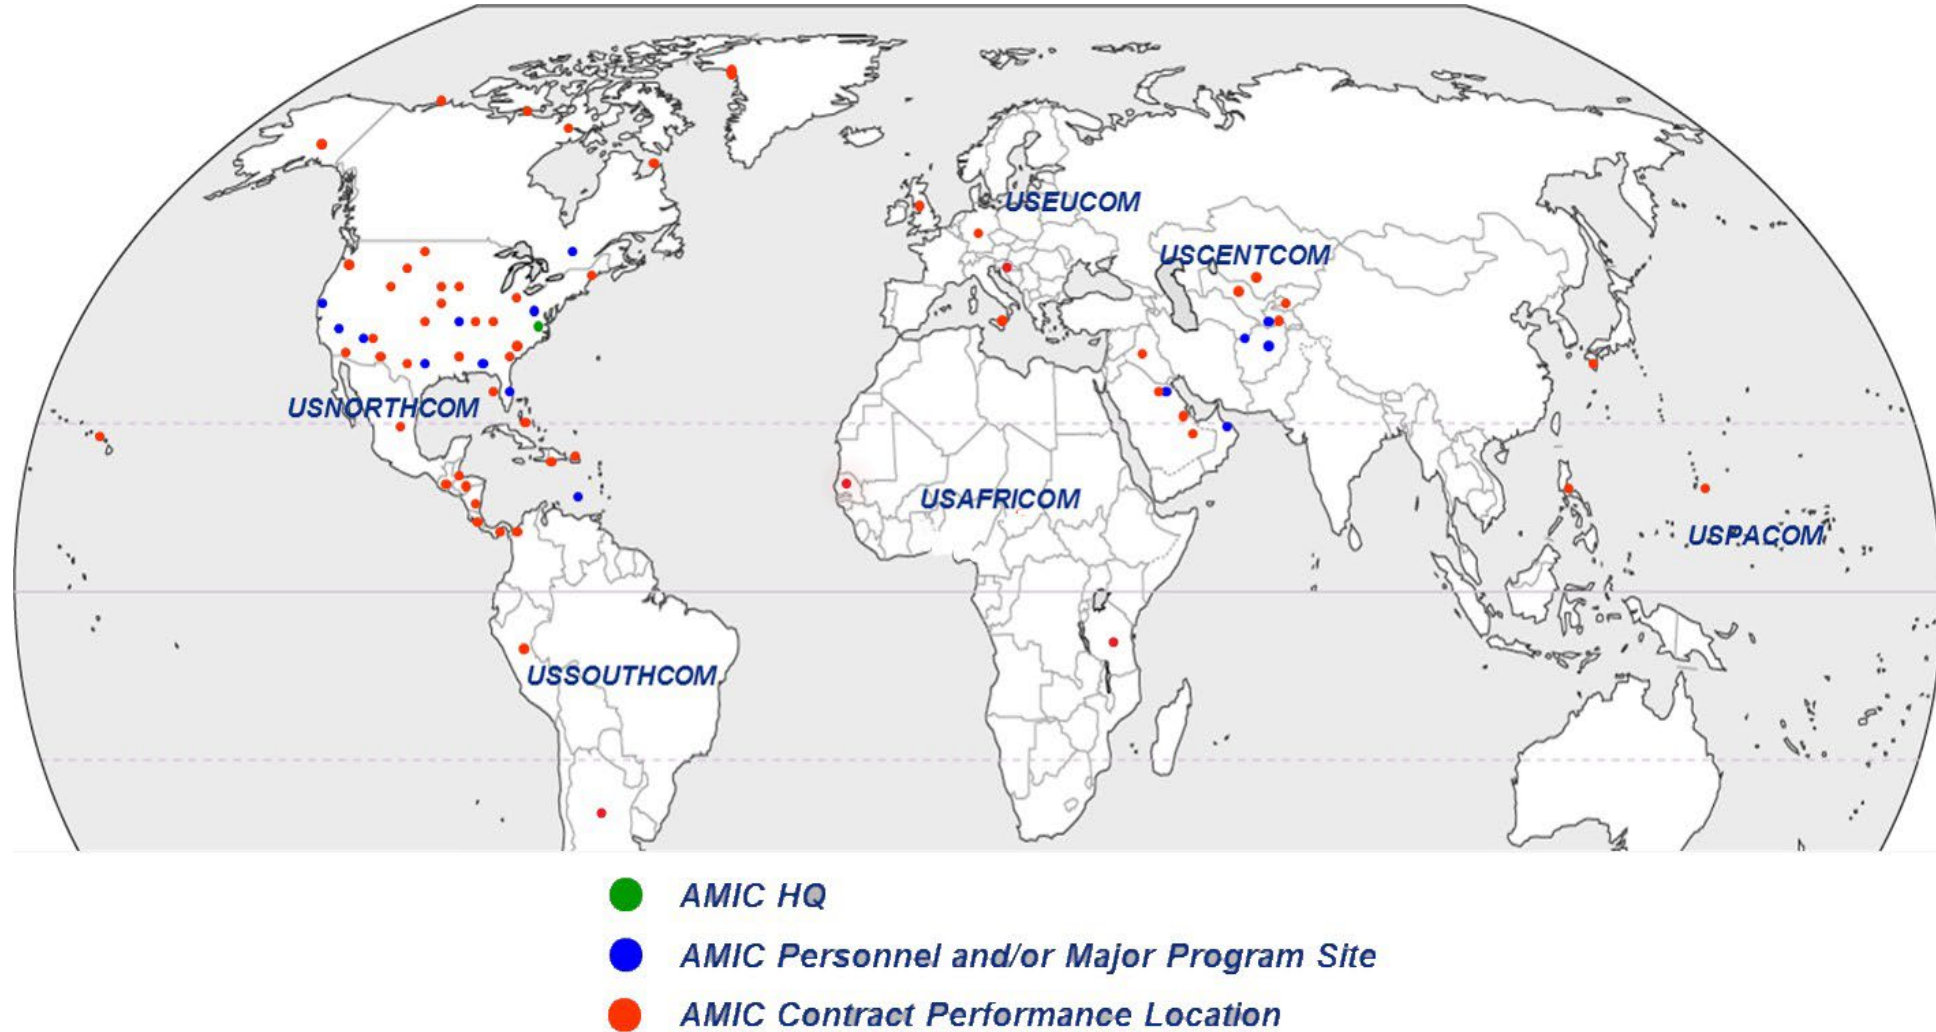 USEUCOM
USCENTCOM
USNORTHCOM
USAFRICOM
USPACOM
USSOUTHCOM
AMIC HQ
AMIC Personnel and/or Major Program Site
AMIC Contract Performance Location